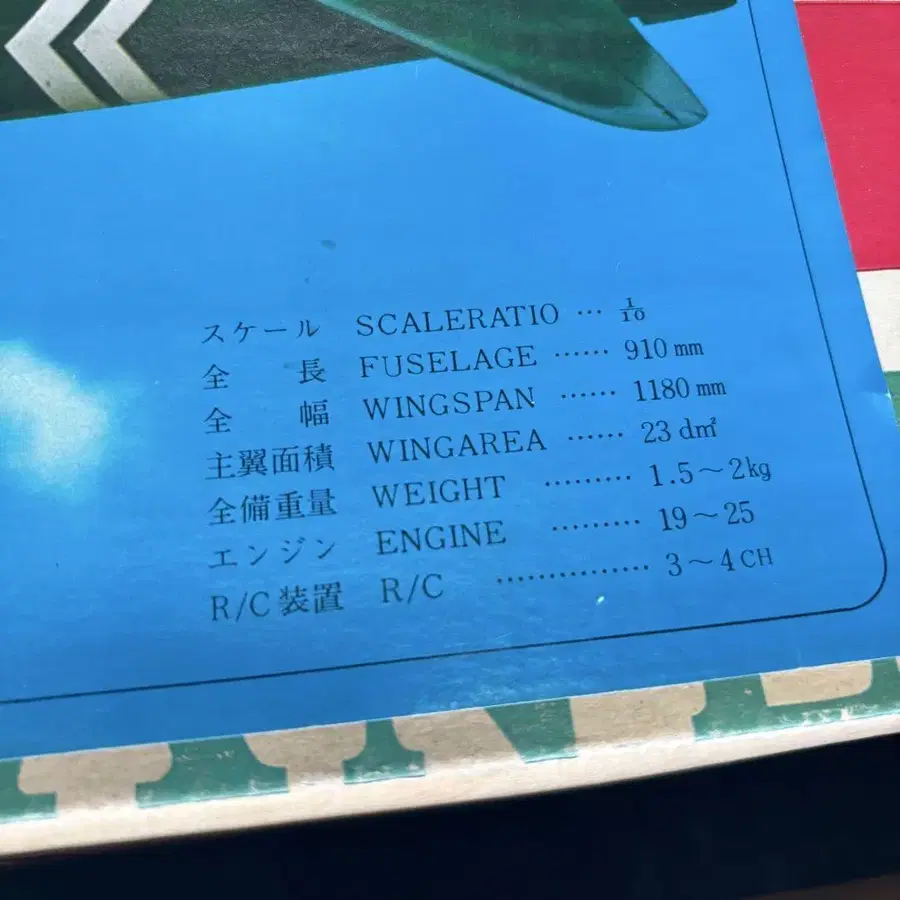 スケール SCALERATIO … 1/10
全長 FUSELAGE …… 910 mm
全幅 WINGSPAN …… 1180 mm
主翼面積 WINGAREA …… 23 dm²
全備重量 WEIGHT ……… 1.5～2kg
エンジン ENGINE ……… 19～25
R/C装置 R/C …………… 3～4CH